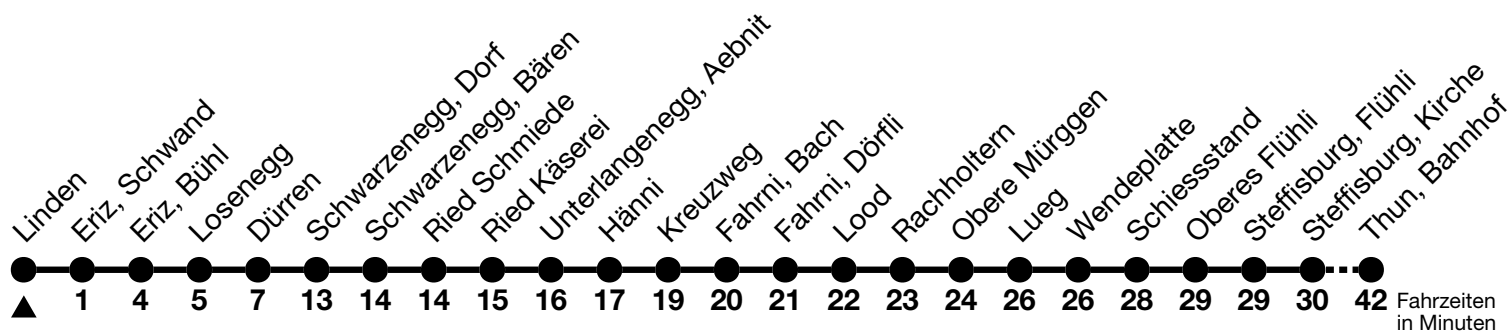 Linden
Eriz, Schwand
Eriz, Bühl
Losenegg
Dürren
Schwarzenegg, Dorf
Schwarzenegg, Bären
Ried Schmiede
Ried Käserei
Unterlangenegg, Aebnit
Hänni
Kreuzweg
Fahrni, Bach
Fahrni, Dörfli
Lood
Rachholtern
Obere Mürggen
Lueg
Wendeplatte
Schiessstand
Oberes Flühli
Steffisburg, Flühli
Steffisburg, Kirche
Thun, Bahnhof
1 4 5 7 13 14 14 15 16 17 19 20 21 22 23 24 26 26 28 29 29 30 42 Fahrzeiten
in Minuten